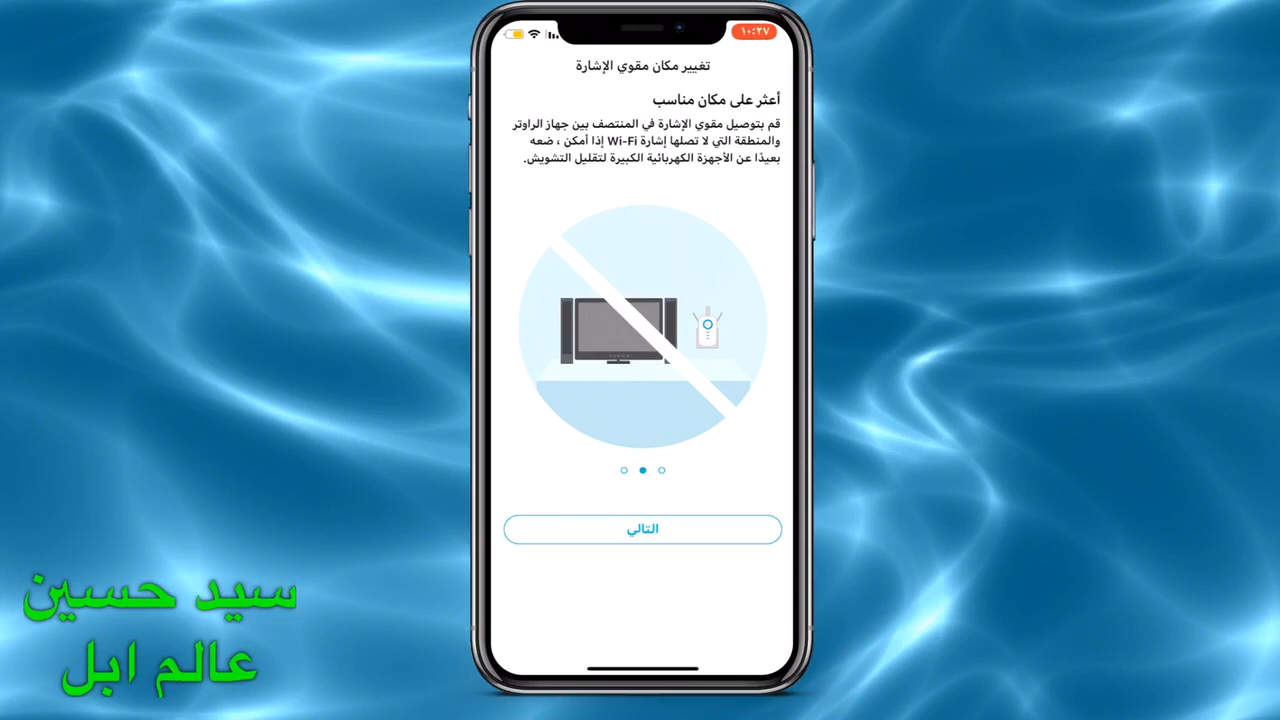 ١٠:٢٧
تغيير مكان مقوي الإشارة
أعثر على مكان مناسب
قم بتوصيل مقوي الإشارة في المنتصف بين جهاز الراوتر
والمنطقة التي لا تصلها إشارة Wi-Fi إذا أمكن ، ضعه
بعيدًا عن الأجهزة الكهربائية الكبيرة لتقليل التشويش.
التالي
سيد حسين
عالم ابل